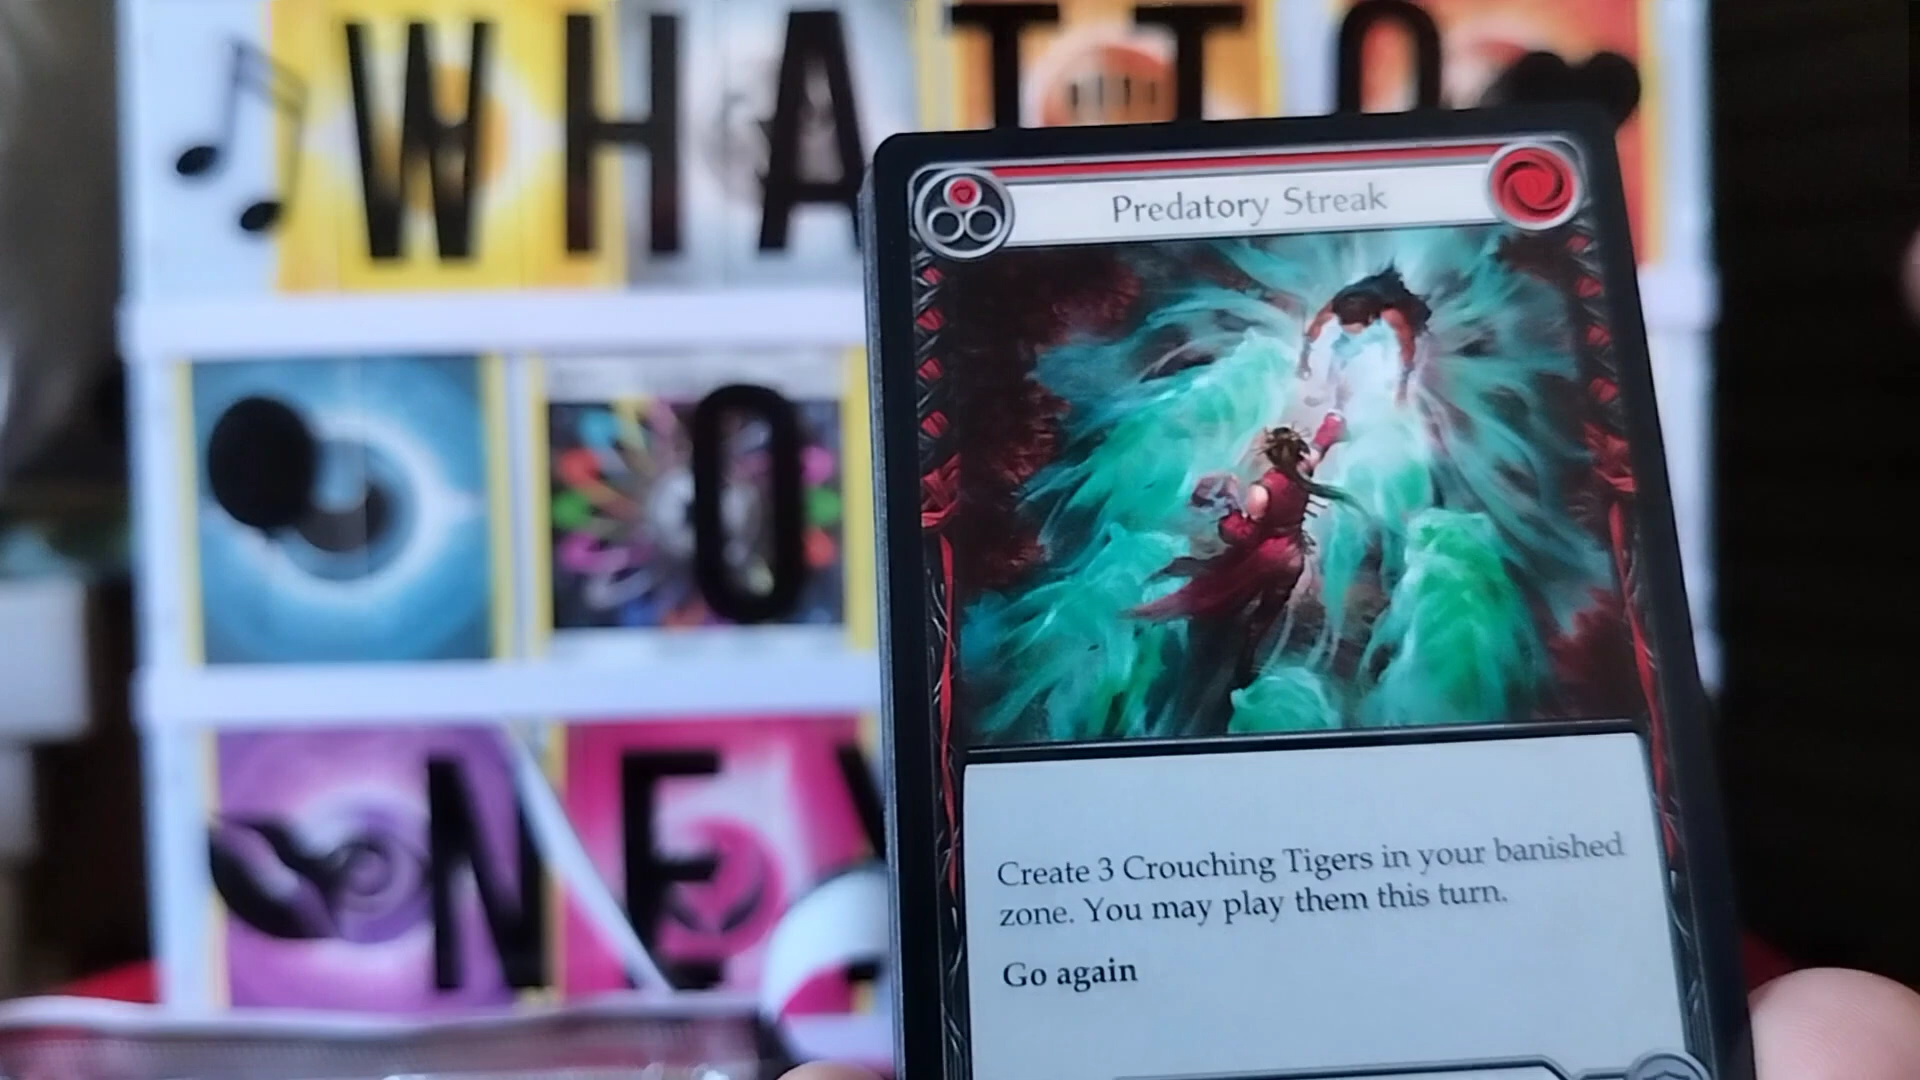 WHAT TO
Predatory Streak
O
NE
Create 3 Crouching Tigers in your banished
zone. You may play them this turn.
Go again